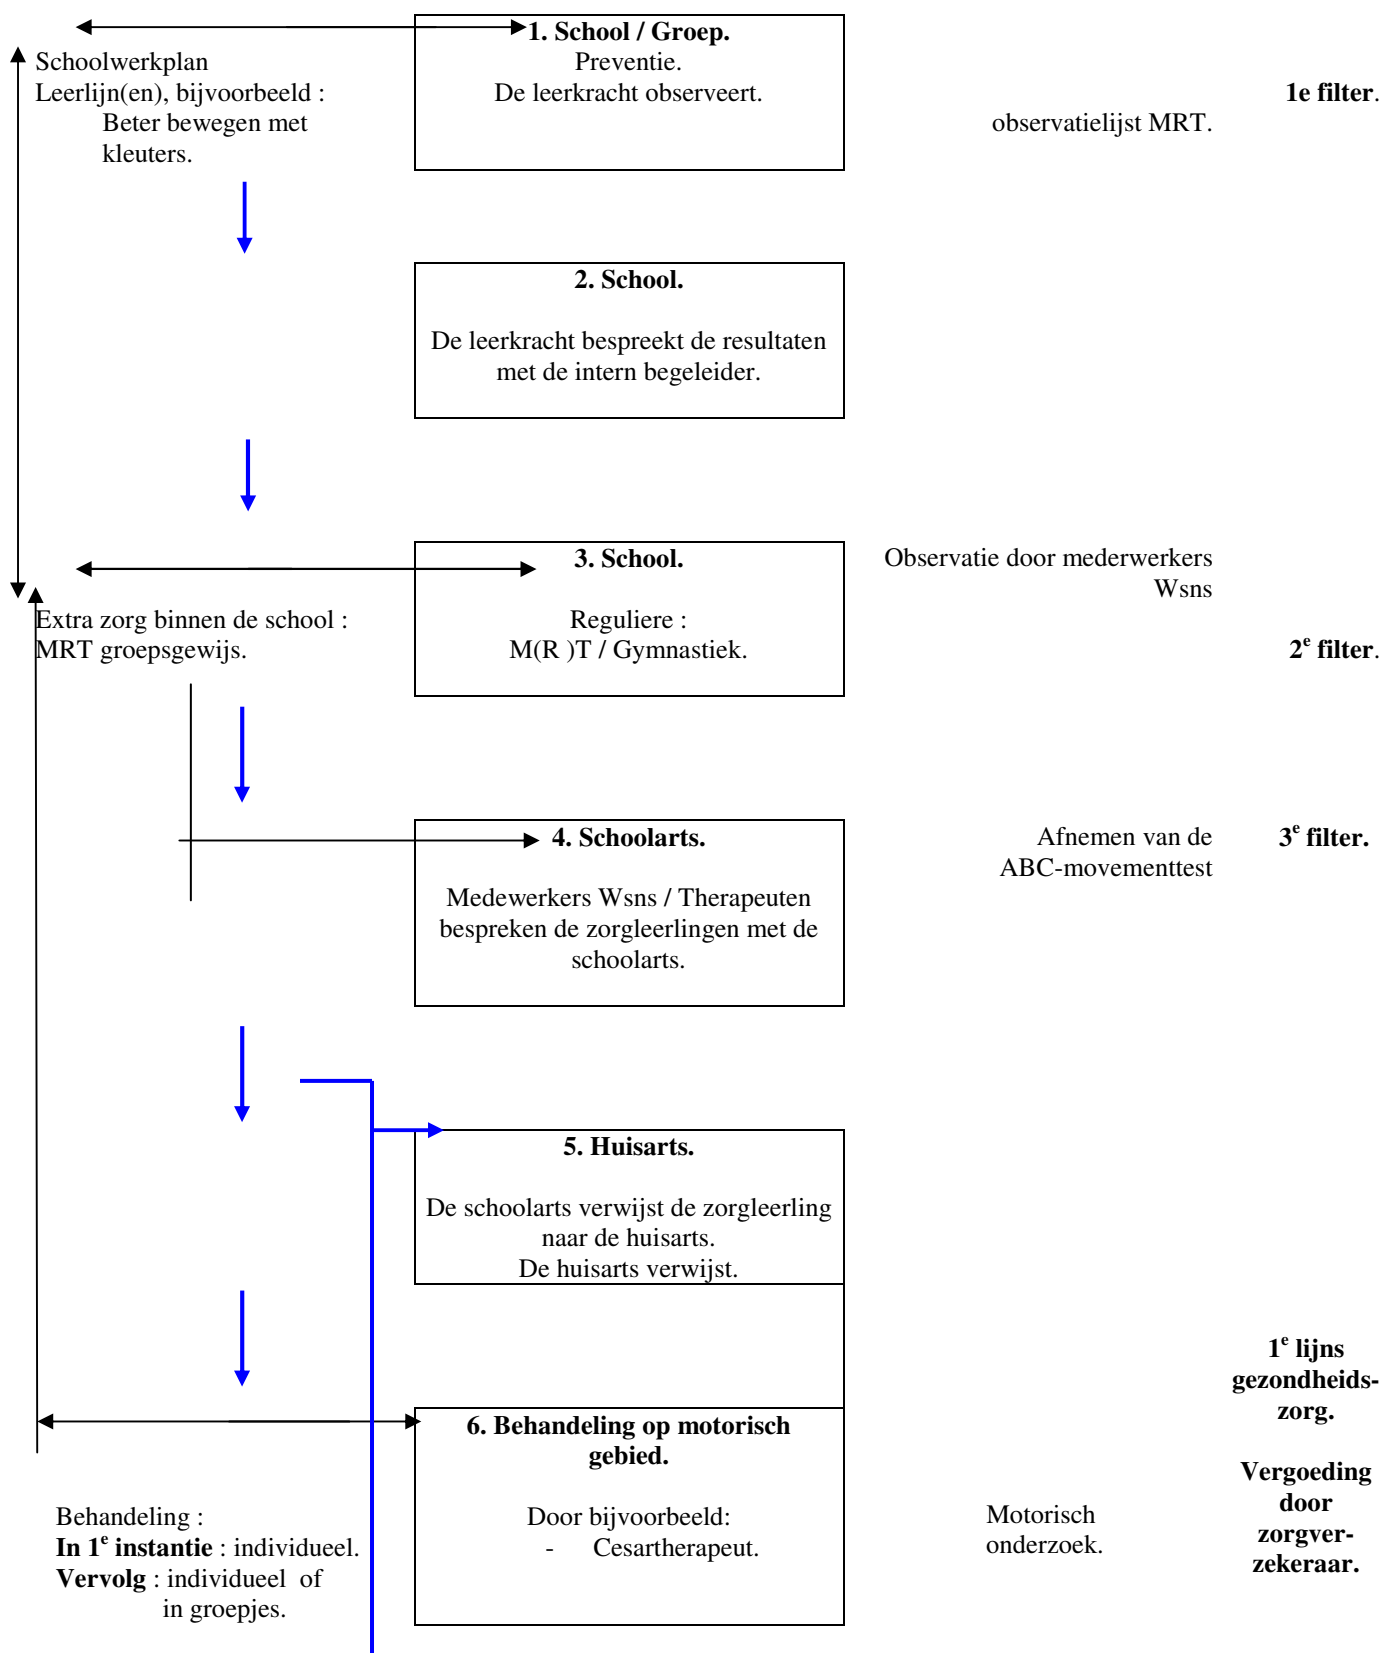 1. School / Groep.
Schoolwerkplan
Preventie.
Leerlijn(en), bijvoorbeeld :
De leerkracht observeert.
1e filter.
Beter bewegen met
observatielijst MRT.
kleuters.
2. School.
De leerkracht bespreekt de resultaten
met de intern begeleider.
3. School.
Observatie door mederwerkers
Wsns
Extra zorg binnen de school :
Reguliere :
MRT groepsgewijs.
M(R )T / Gymnastiek.
2e filter.
4. Schoolarts.
Afnemen van de
3e filter.
ABC-movementtest
Medewerkers Wsns / Therapeuten
bespreken de zorgleerlingen met de
schoolarts.
5. Huisarts.
De schoolarts verwijst de zorgleerling
naar de huisarts.
De huisarts verwijst.
1e lijns
gezondheids-
zorg.
6. Behandeling op motorisch
gebied.
Vergoeding
door
zorgver-
zekeraar.
Behandeling :
Door bijvoorbeeld:
Motorisch
In 1e instantie : individueel.
- Cesartherapeut.
onderzoek.
Vervolg : individueel of
in groepjes.